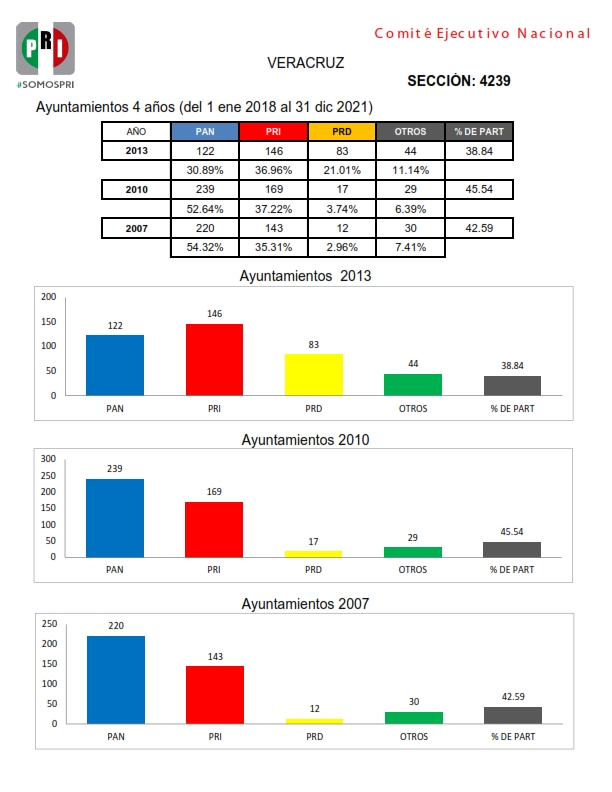 Comité Ejecutivo Nacional
PRI
#SOMOSPRI
VERACRUZ
SECCIÓN: 4239
Ayuntamientos 4 años (del 1 ene 2018 al 31 dic 2021)
AÑO PAN PRI PRD OTROS % DE PART
2013 122 146 83 44 38.84
30.89% 36.96% 21.01% 11.14%
2010 239 169 17 29 45.54
52.64% 37.22% 3.74% 6.39%
2007 220 143 12 30 42.59
54.32% 35.31% 2.96% 7.41%
Ayuntamientos 2013
200
150
100
50
0
122 146 83 44 38.84
PAN PRI PRD OTROS % DE PART
Ayuntamientos 2010
300
250
200
150
100
50
0
239 169 17 29 45.54
PAN PRI PRD OTROS % DE PART
Ayuntamientos 2007
250
200
150
100
50
0
220 143 12 30 42.59
PAN PRI PRD OTROS % DE PART